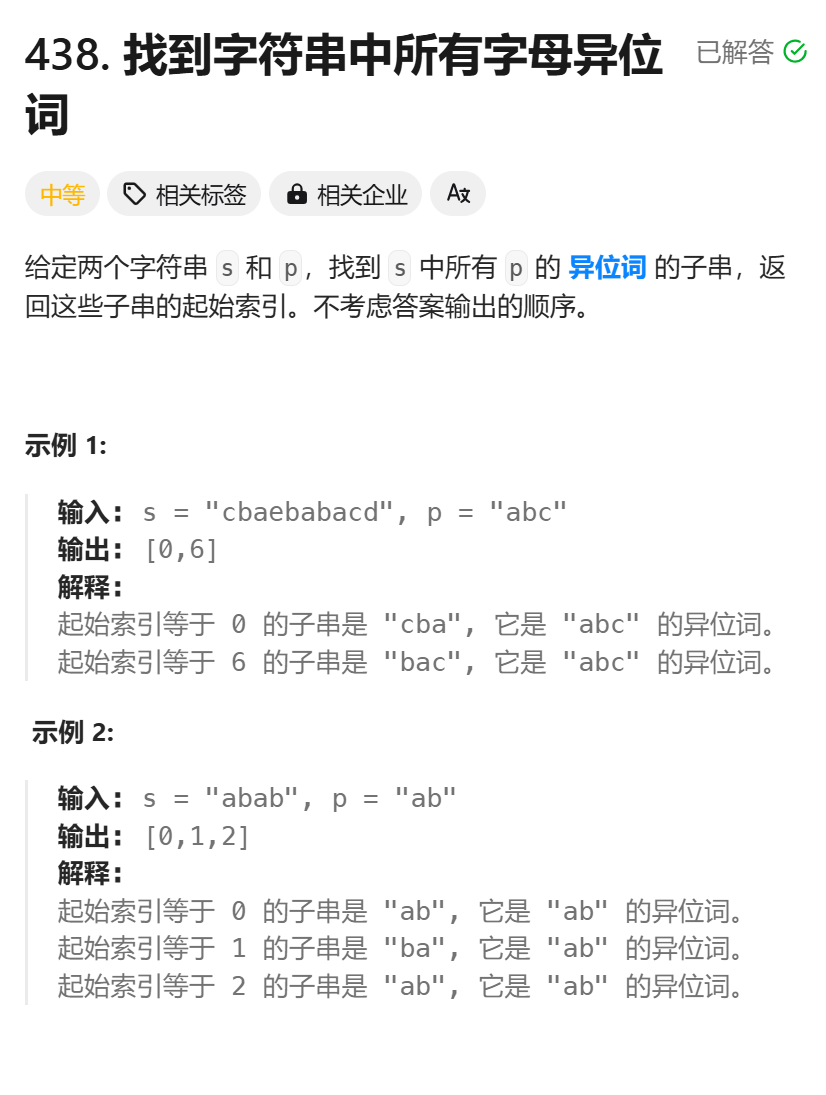 438. 找到字符串中所有字母异位
词
已解答
中等 相关标签 相关企业
给定两个字符串 s 和 p，找到 s 中所有 p 的 异位词 的子串，返
回这些子串的起始索引。不考虑答案输出的顺序。
示例 1:
输入: s = "cbaebabacd", p = "abc"
输出: [0,6]
解释:
起始索引等于 0 的子串是 "cba", 它是 "abc" 的异位词。
起始索引等于 6 的子串是 "bac", 它是 "abc" 的异位词。
示例 2:
输入: s = "abab", p = "ab"
输出: [0,1,2]
解释:
起始索引等于 0 的子串是 "ab", 它是 "ab" 的异位词。
起始索引等于 1 的子串是 "ba", 它是 "ab" 的异位词。
起始索引等于 2 的子串是 "ab", 它是 "ab" 的异位词。